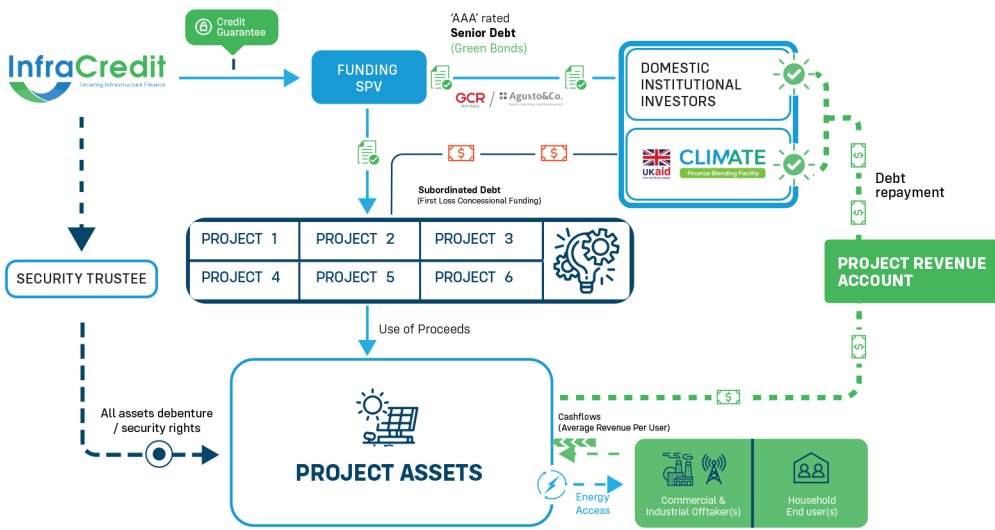 Credit
Guarantee
'AAA' rated
Senior Debt
(Green Bonds)
InfraCredit
Securing Infrastructure Finance
FUNDING
SPV
GCR
Agusto&Co.
DOMESTIC
INSTITUTIONAL
INVESTORS
UKaid
CLIMATE
Finance Blending Facility
Debt
repayment
Subordinated Debt
(First Loss Concessional Funding)
PROJECT 1
PROJECT 2
PROJECT 3
PROJECT 4
PROJECT 5
PROJECT 6
SECURITY TRUSTEE
PROJECT REVENUE
ACCOUNT
Use of Proceeds
All assets debenture
/ security rights
PROJECT ASSETS
Cashflows
(Average Revenue Per User)
Energy
Access
Commercial &
Industrial Offtaker(s)
Household
End user(s)